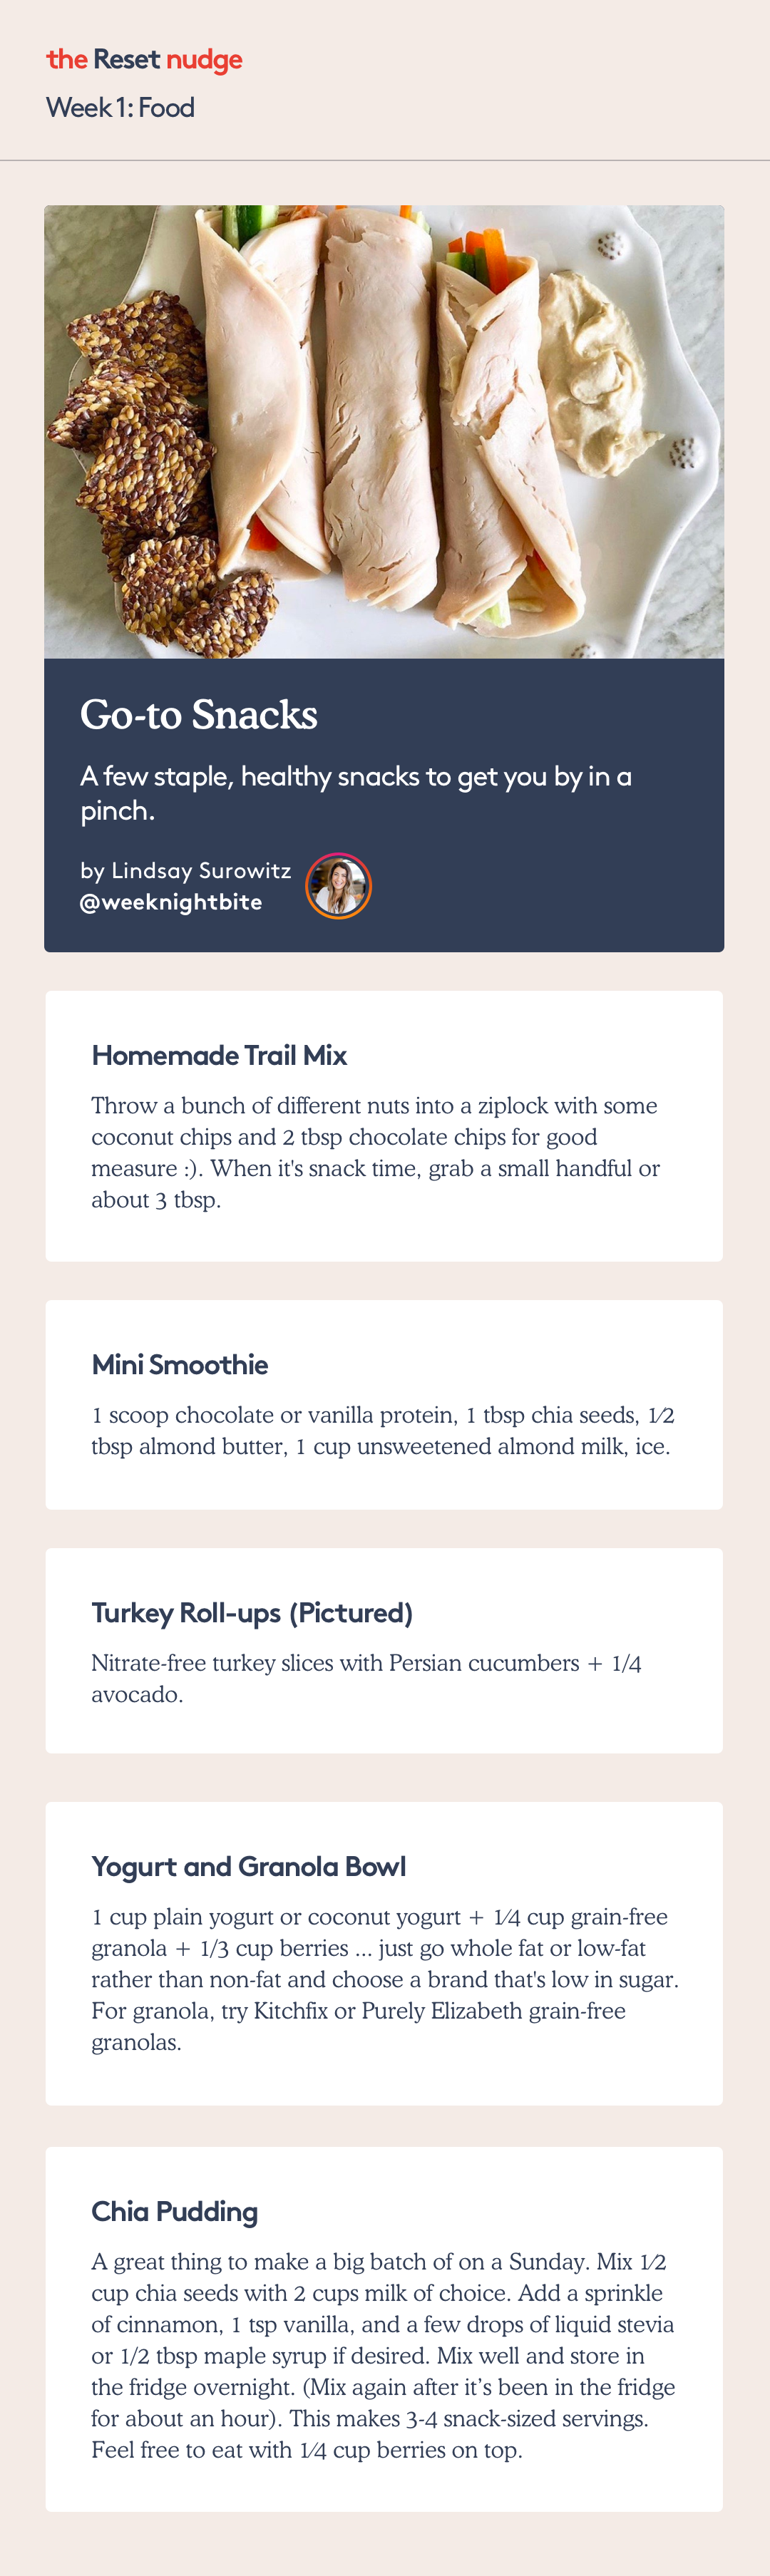 the Reset nudge
Week 1: Food
Go-to Snacks
A few staple, healthy snacks to get you by in a
pinch.
by Lindsay Surowitz
@weeknightbite
Homemade Trail Mix
Throw a bunch of different nuts into a ziplock with some
coconut chips and 2 tbsp chocolate chips for good
measure :). When it's snack time, grab a small handful or
about 3 tbsp.
Mini Smoothie
1 scoop chocolate or vanilla protein, 1 tbsp chia seeds, 1⁄2
tbsp almond butter, 1 cup unsweetened almond milk, ice.
Turkey Roll-ups (Pictured)
Nitrate-free turkey slices with Persian cucumbers + 1/4
avocado.
Yogurt and Granola Bowl
1 cup plain yogurt or coconut yogurt + 1⁄4 cup grain-free
granola + 1/3 cup berries ... just go whole fat or low-fat
rather than non-fat and choose a brand that's low in sugar.
For granola, try Kitchfix or Purely Elizabeth grain-free
granolas.
Chia Pudding
A great thing to make a big batch of on a Sunday. Mix 1⁄2
cup chia seeds with 2 cups milk of choice. Add a sprinkle
of cinnamon, 1 tsp vanilla, and a few drops of liquid stevia
or 1/2 tbsp maple syrup if desired. Mix well and store in
the fridge overnight. (Mix again after it’s been in the fridge
for about an hour). This makes 3-4 snack-sized servings.
Feel free to eat with 1⁄4 cup berries on top.